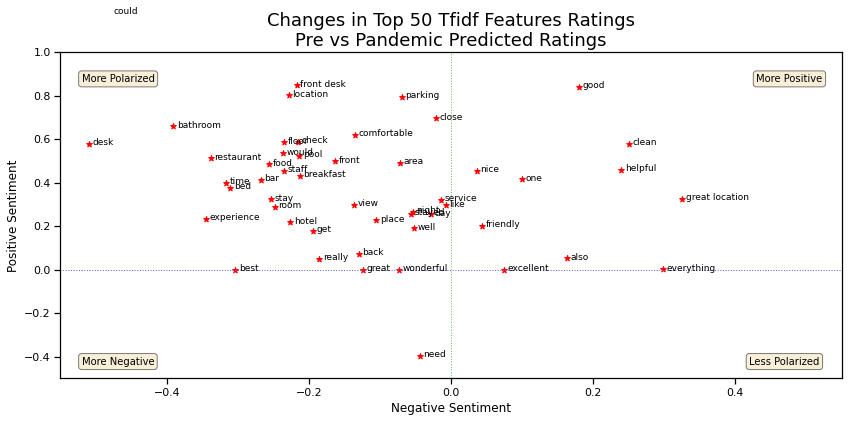 could
Changes in Top 50 Tfidf Features Ratings
Pre vs Pandemic Predicted Ratings
1.0
More Polarized
More Positive
front desk
good
location
parking
0.8
close
bathroom
comfortable
0.6
desk
floor
check
clean
would
pool
restaurant
front
area
food
staff
nice
helpful
breakfast
one
bar
0.4
time
bed
stay
room
view
service
like
great location
night
stayed
day
experience
hotel
place
0.2
get
well
friendly
back
really
also
0.0
best
great
wonderful
excellent
everything
−0.2
need
−0.4
More Negative
Less Polarized
−0.4
−0.2
0.0
0.2
0.4
Negative Sentiment
Positive Sentiment